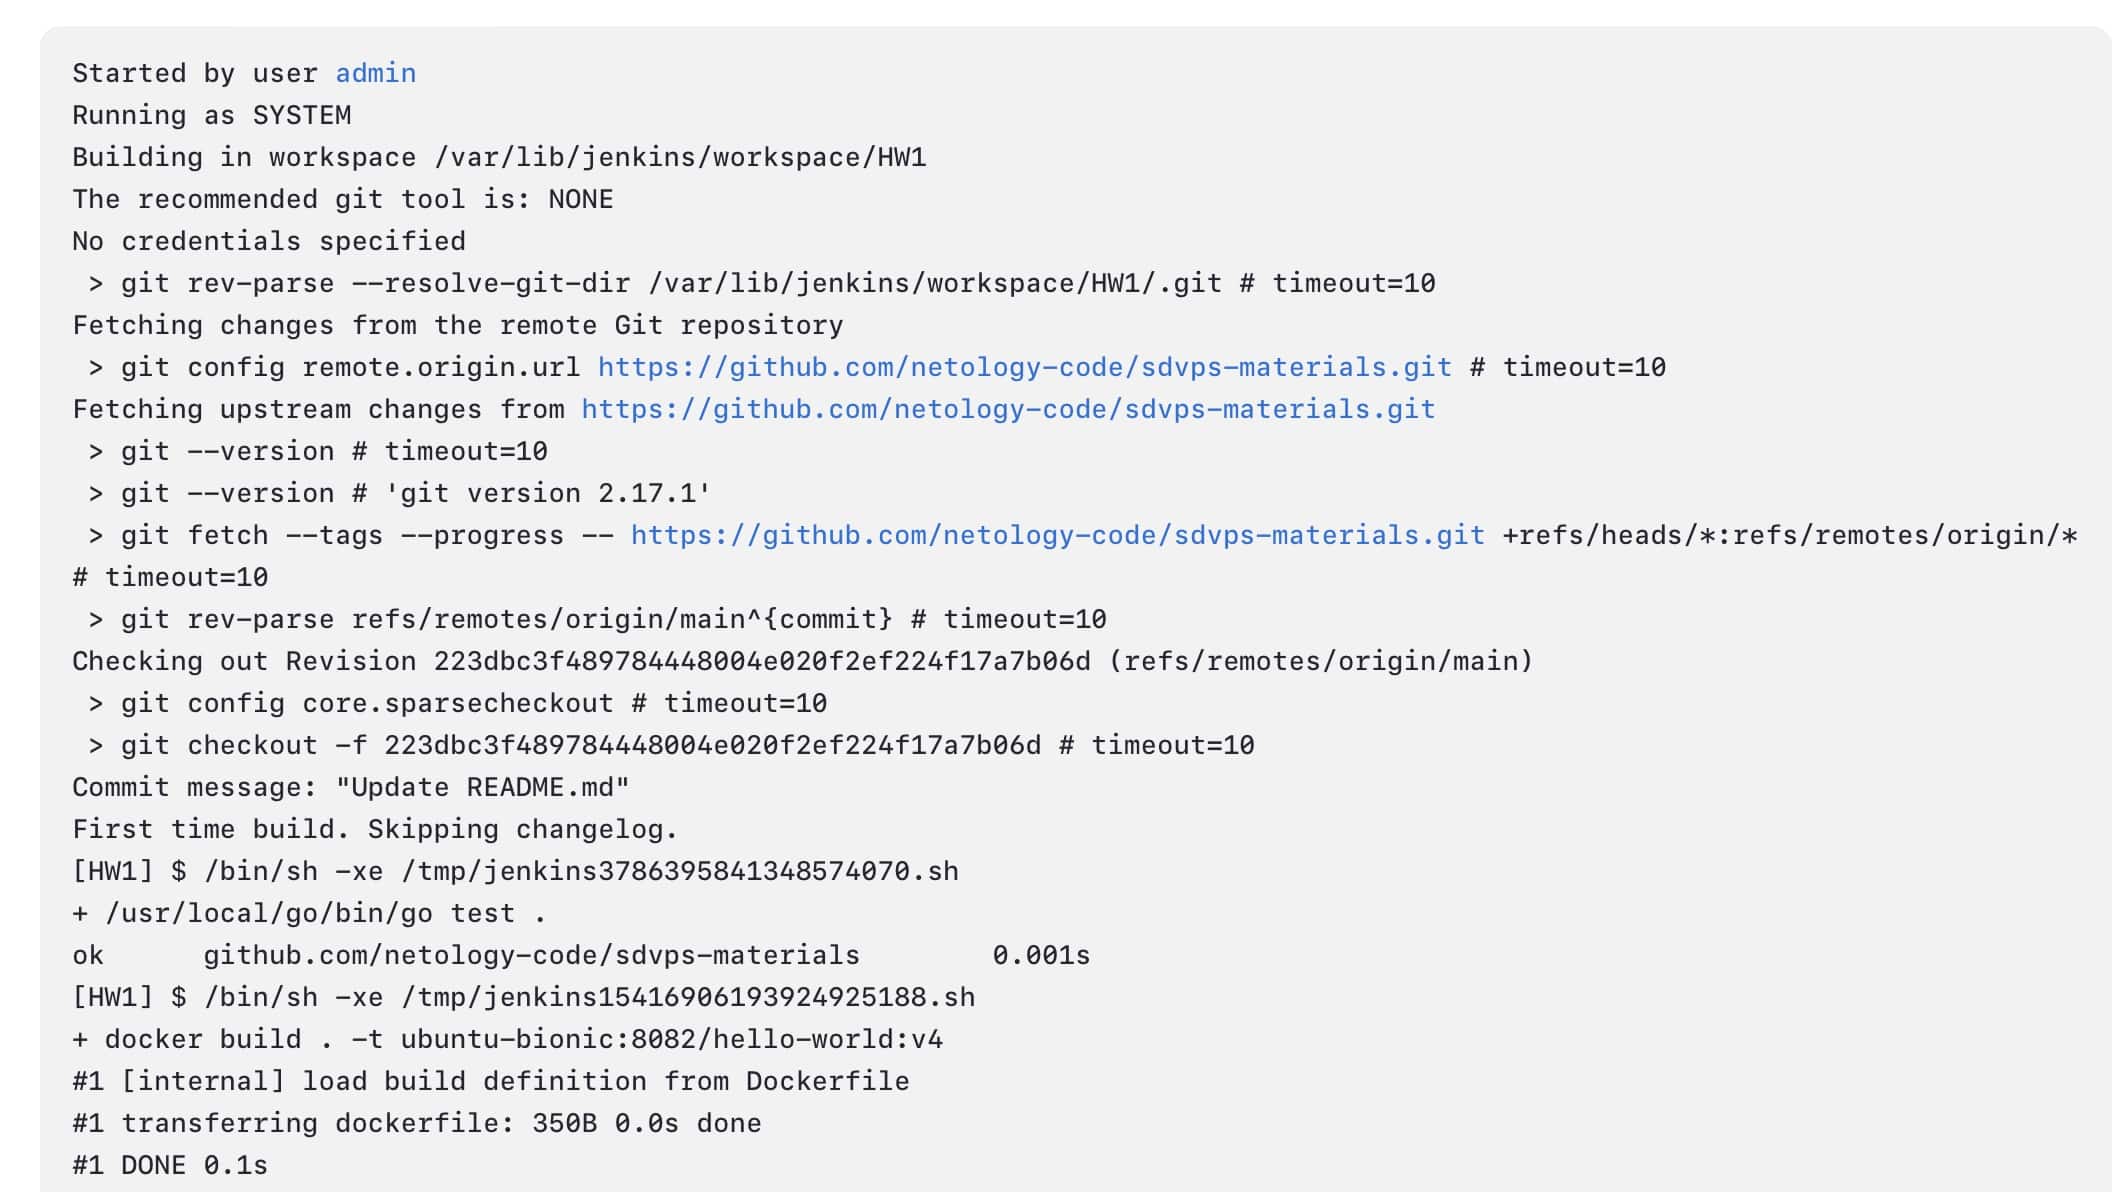 Started by user admin
Running as SYSTEM
Building in workspace /var/lib/jenkins/workspace/HW1
The recommended git tool is: NONE
No credentials specified
 > git rev-parse --resolve-git-dir /var/lib/jenkins/workspace/HW1/.git # timeout=10
Fetching changes from the remote Git repository
 > git config remote.origin.url https://github.com/netology-code/sdvps-materials.git # timeout=10
Fetching upstream changes from https://github.com/netology-code/sdvps-materials.git
 > git --version # timeout=10
 > git --version # 'git version 2.17.1'
 > git fetch --tags --progress -- https://github.com/netology-code/sdvps-materials.git +refs/heads/*:refs/remotes/origin/*
# timeout=10
 > git rev-parse refs/remotes/origin/main^{commit} # timeout=10
Checking out Revision 223dbc3f489784448004e020f2ef224f17a7b06d (refs/remotes/origin/main)
 > git config core.sparsecheckout # timeout=10
 > git checkout -f 223dbc3f489784448004e020f2ef224f17a7b06d # timeout=10
Commit message: "Update README.md"
First time build. Skipping changelog.
[HW1] $ /bin/sh -xe /tmp/jenkins3786395841348574070.sh
+ /usr/local/go/bin/go test .
ok      github.com/netology-code/sdvps-materials        0.001s
[HW1] $ /bin/sh -xe /tmp/jenkins15416906193924925188.sh
+ docker build . -t ubuntu-bionic:8082/hello-world:v4
#1 [internal] load build definition from Dockerfile
#1 transferring dockerfile: 350B 0.0s done
#1 DONE 0.1s